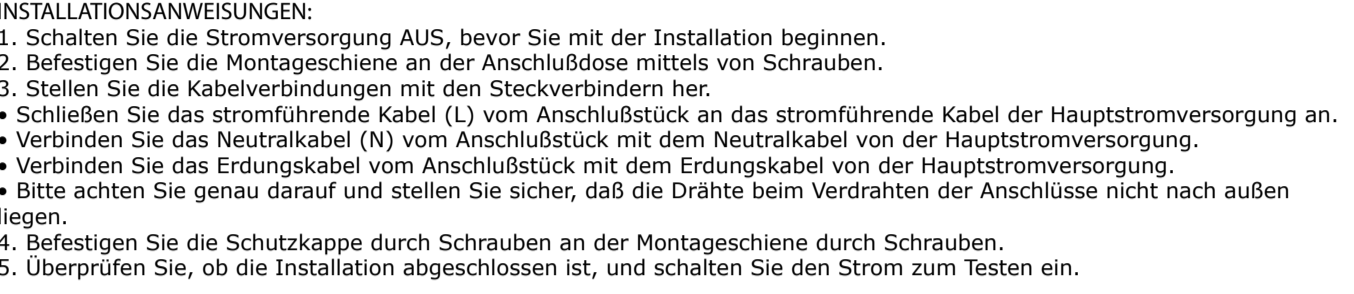 INSTALLATIONSANWEISUNGEN:
1. Schalten Sie die Stromversorgung AUS, bevor Sie mit der Installation beginnen.
2. Befestigen Sie die Montageschiene an der Anschlußdose mittels von Schrauben.
3. Stellen Sie die Kabelverbindungen mit den Steckverbindern her.
• Schließen Sie das stromführende Kabel (L) vom Anschlußstück an das stromführende Kabel der Hauptstromversorgung an.
• Verbinden Sie das Neutralkabel (N) vom Anschlußstück mit dem Neutralkabel von der Hauptstromversorgung.
• Verbinden Sie das Erdungskabel vom Anschlußstück mit dem Erdungskabel von der Hauptstromversorgung.
• Bitte achten Sie genau darauf und stellen Sie sicher, daß die Drähte beim Verdrahten der Anschlüsse nicht nach außen
liegen.
4. Befestigen Sie die Schutzkappe durch Schrauben an der Montageschiene durch Schrauben.
5. Überprüfen Sie, ob die Installation abgeschlossen ist, und schalten Sie den Strom zum Testen ein.